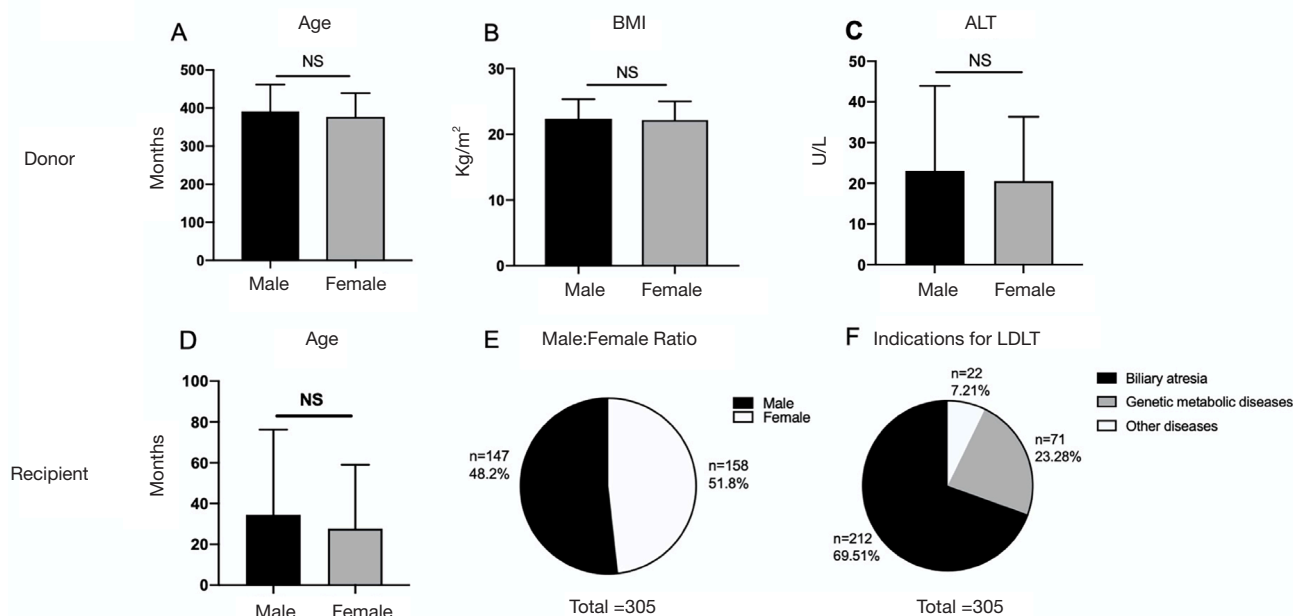 A
Age
B
BMI
C
ALT
Donor
Months
500
400
300
200
100
0
NS
Male
Female
Kg/m²
30
20
10
0
NS
Male
Female
U/L
50
40
30
20
10
0
NS
Male
Female
D
Age
E
Male:Female Ratio
F
Indications for LDLT
Recipient
Months
100
80
60
40
20
0
NS
Male
Female
Male
Female
n=147
48.2%
n=158
51.8%
Total =305
n=22
7.21%
n=71
23.28%
n=212
69.51%
Biliary atresia
Genetic metabolic diseases
Other diseases
Total =305